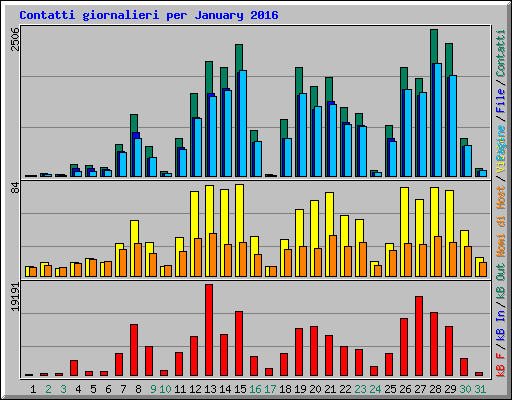 Contatti giornalieri per January 2016
2506
84
19191
1 2 3 4 5 6 7 8 9 10 11 12 13 14 15 16 17 18 19 20 21 22 23 24 25 26 27 28 29 30 31
kB F / kB In / kB Out Nomi di Host / Pagine / File / Contatti